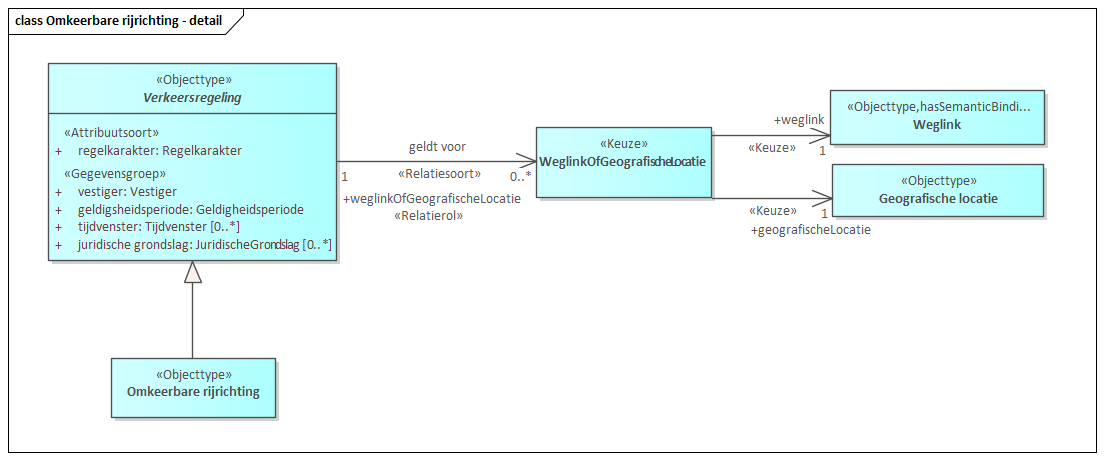 class Omkeerbare rijrichting - detail
«Objecttype»
Verkeersregeling
«Attribuutsoort»
+ regelkarakter: Regelkarakter
«Gegevensgroep»
+ vestiger: Vestiger
+ geldigsheidsperiode: Geldigheidsperiode
+ tijdvenster: Tijdvenster [0..*]
+ juridische grondslag: JuridischeGrondslag [0..*]
geldt voor
«Relatiesoort»
1
0..*
+weglinkOfGeografischeLocatie
«Relatierol»
«Keuze»
WeglinkOfGeografischeLocatie
+weglink
«Keuze»
1
«Objecttype,hasSemanticBindi...
Weglink
«Keuze»
1
+geografischeLocatie
«Objecttype»
Geografische locatie
«Objecttype»
Omkeerbare rijrichting